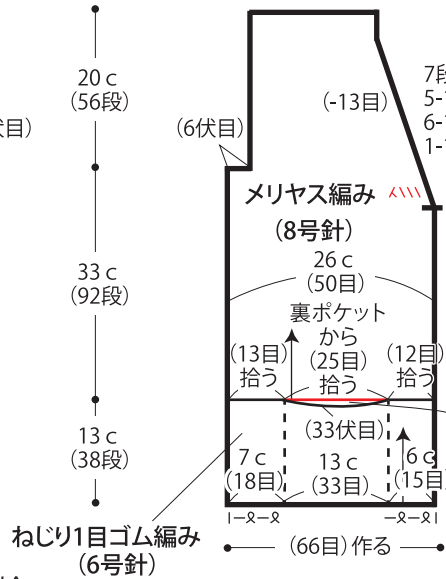 20c
(56段)
伏目)
(6伏目)
(-13目)
7段
5-
6-
1-
メリヤス編み
(8号針)
33c
(92段)
26c
(50目)
裏ポケット
から
(25目)
拾う
(13目)
拾う
(12目)
拾う
(33伏目)
13c
(38段)
7c
(18目)
13c
(33目)
6c
(15目)
ねじり1目ゴム編み
(6号針)
(66目)作る